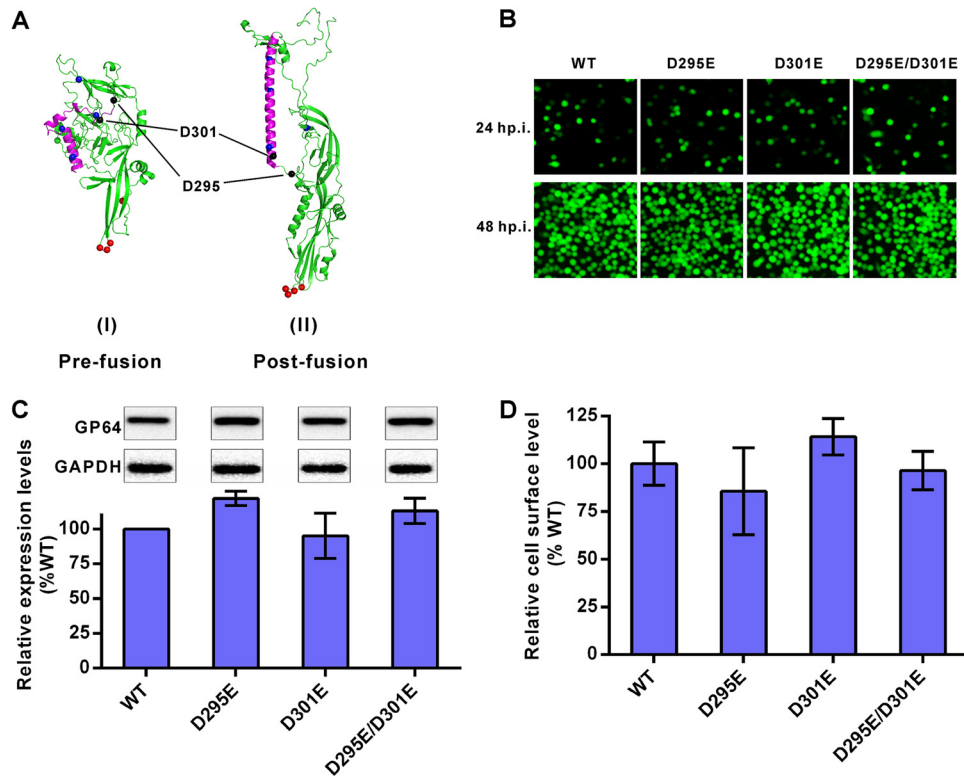 A
D301
D295
(I)
(II)
Pre-fusion
Post-fusion
B
WT
D295E
D301E
D295E/D301E
24 hp.i.
48 hp.i.
C
GP64
GAPDH
Relative expression levels
(%WT)
100
75
50
25
0
WT
D295E
D301E
D295E/D301E
D
Relative cell surface level
(% WT)
125
100
75
50
25
0
WT
D295E
D301E
D295E/D301E